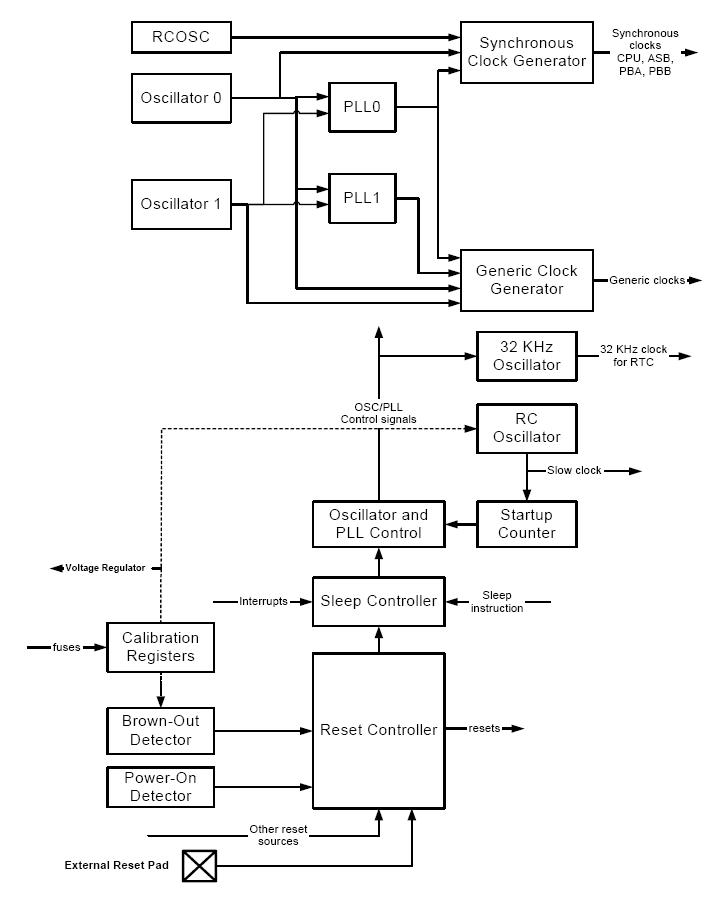 RCOSC
Synchronous
Clock Generator
Synchronous
clocks
CPU, ASB,
PBA, PBB
Oscillator 0
PLL0
Oscillator 1
PLL1
Generic Clock
Generator
Generic clocks
32 KHz
Oscillator
32 KHz clock
for RTC
OSC/PLL
Control signals
RC
Oscillator
Slow clock
Oscillator and
PLL Control
Startup
Counter
Voltage Regulator
Interrupts
Sleep Controller
Sleep
instruction
fuses
Calibration
Registers
Brown-Out
Detector
Reset Controller
resets
Power-On
Detector
Other reset
sources
External Reset Pad